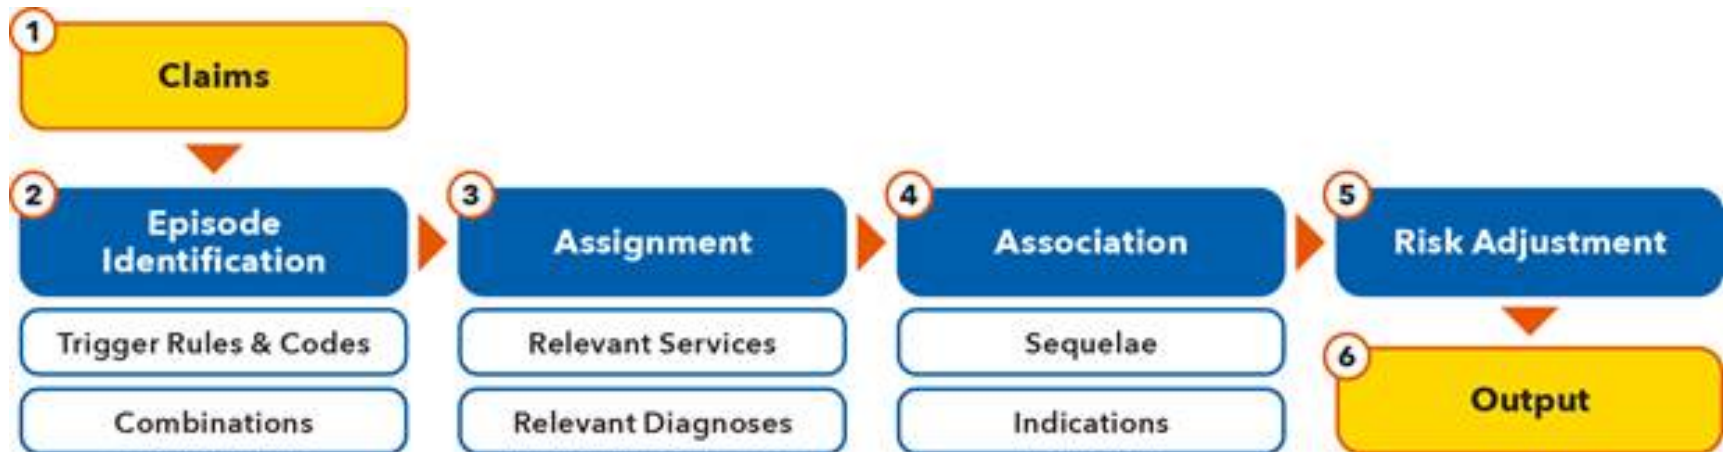 1
Claims
2
Episode
Identification
Trigger Rules & Codes
Combinations
3
Assignment
Relevant Services
Relevant Diagnoses
4
Association
Sequelae
Indications
5
Risk Adjustment
6
Output